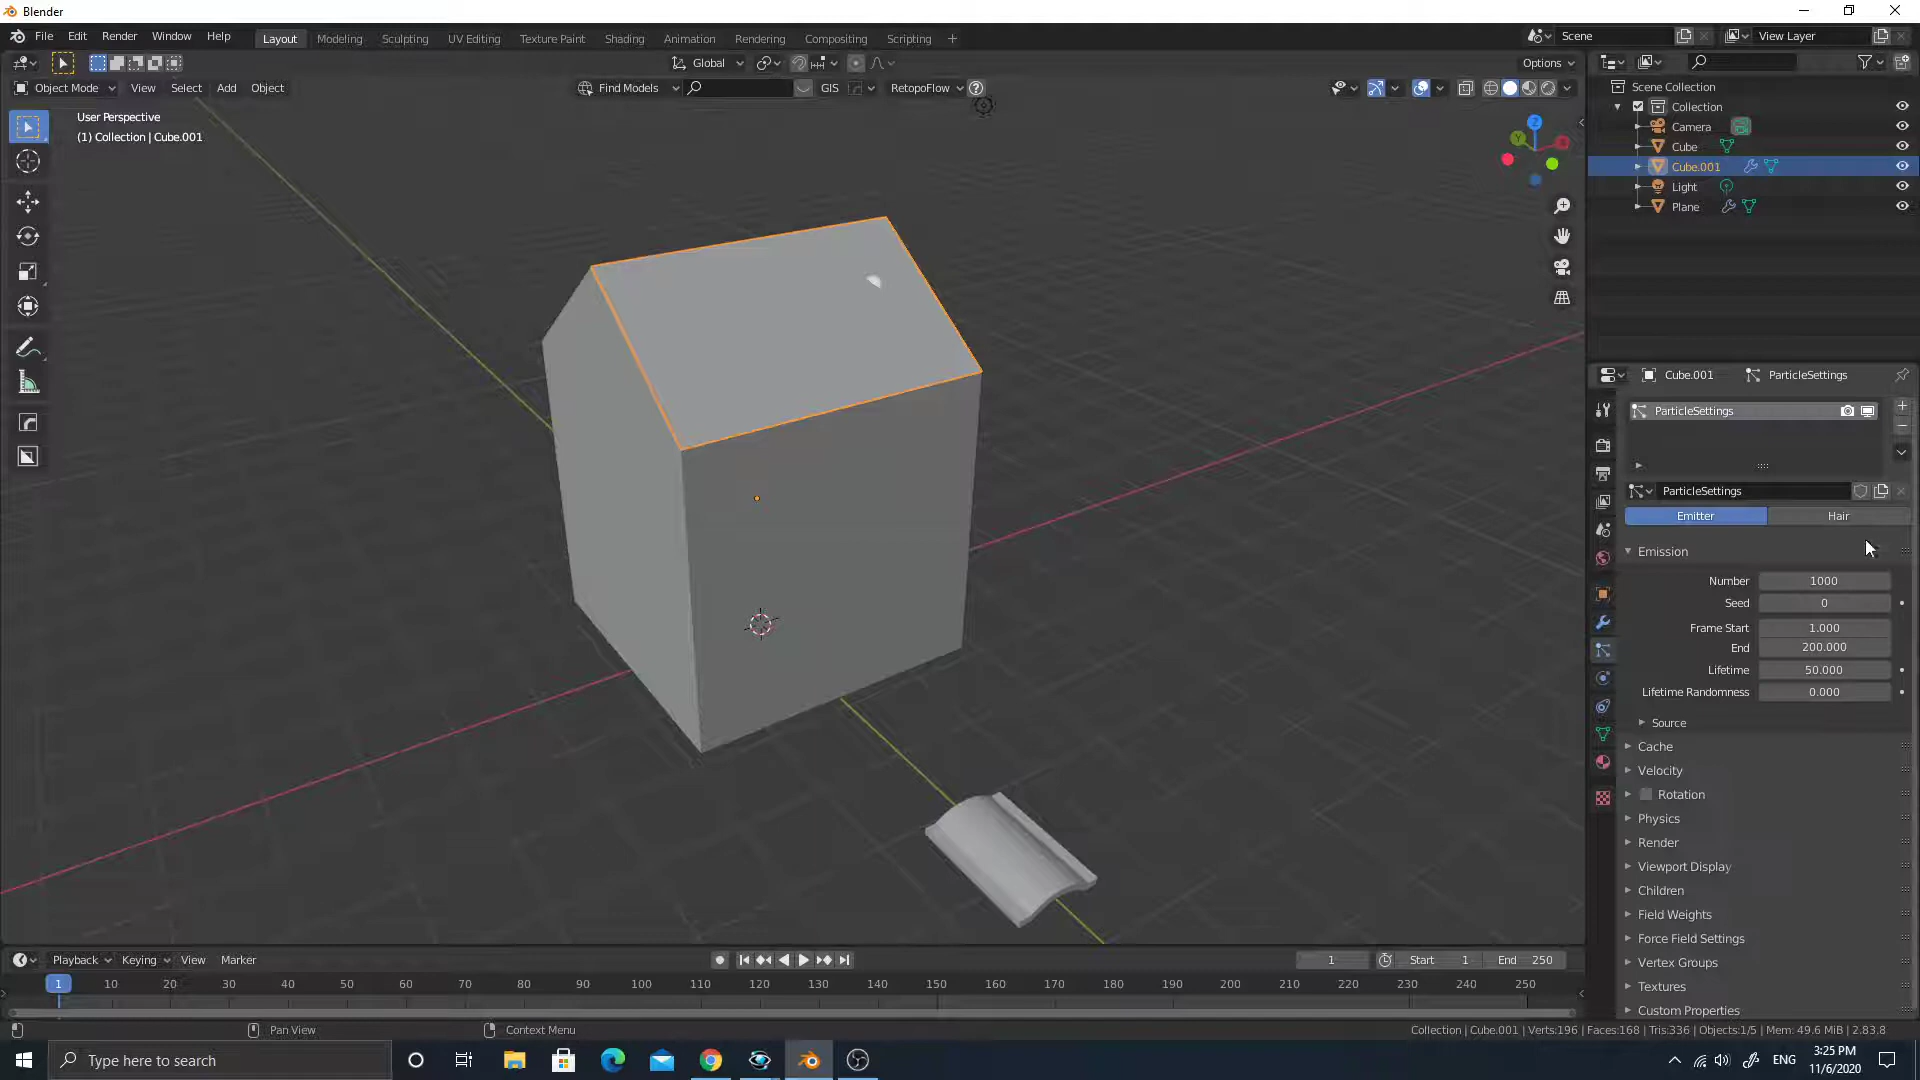 Blender
File Edit Render Window Help
Layout Modeling Sculpting UV Editing Texture Paint Shading Animation Rendering Compositing Scripting +
Scene View Layer
Global Options
Object Mode View Select Add Object Find Models GIS RetopoFlow ?
User Perspective
(1) Collection | Cube.001
Z
Y
Scene Collection
Collection
Camera
Cube
Cube.001
Light
Plane
Cube.001 ParticleSettings
ParticleSettings
ParticleSettings
Emitter Hair
Emission
Number 1000
Seed 0
Frame Start 1.000
End 200.000
Lifetime 50.000
Lifetime Randomness 0.000
Source
Cache
Velocity
Rotation
Physics
Render
Viewport Display
Children
Field Weights
Force Field Settings
Vertex Groups
Textures
Custom Properties
Playback Keying View Marker 1 Start 1 End 250
1 10 20 30 40 50 60 70 80 90 100 110 120 130 140 150 160 170 180 190 200 210 220 230 240 250
Pan View Context Menu Collection | Cube.001 | Verts:196 | Faces:168 | Tris:336 | Objects:1/5 | Mem: 49.6 MiB | 2.83.8
Type here to search
ENG
3:25 PM
11/6/2020